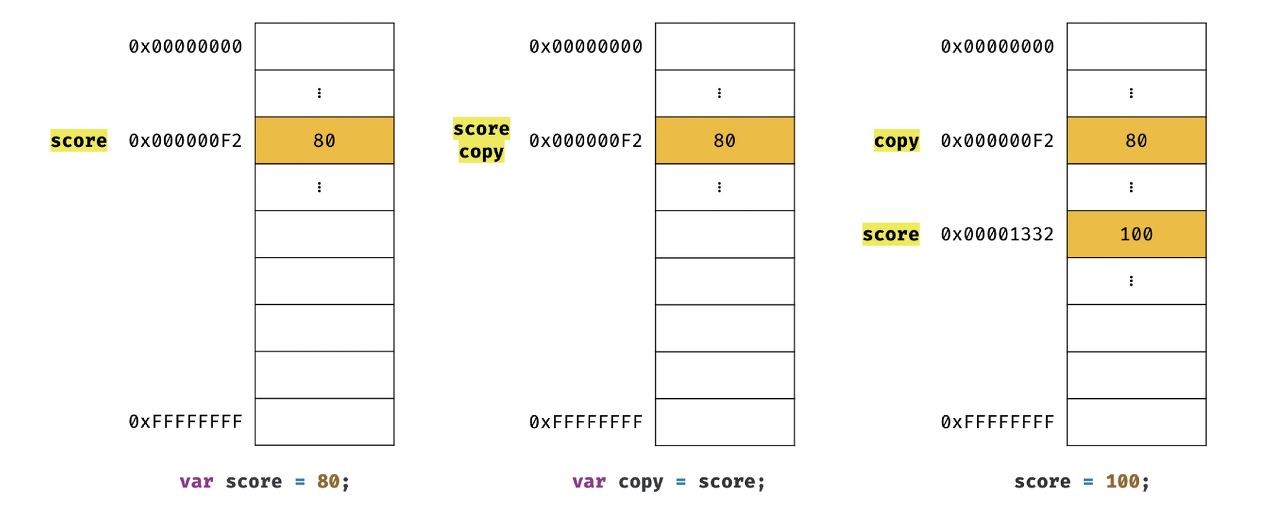 0x00000000
⋮
score 0x000000F2 80
⋮
0xFFFFFFFF
var score = 80;
0x00000000
⋮
score
copy
0x000000F2 80
⋮
0xFFFFFFFF
var copy = score;
0x00000000
⋮
copy 0x000000F2 80
⋮
score 0x00001332 100
⋮
0xFFFFFFFF
score = 100;